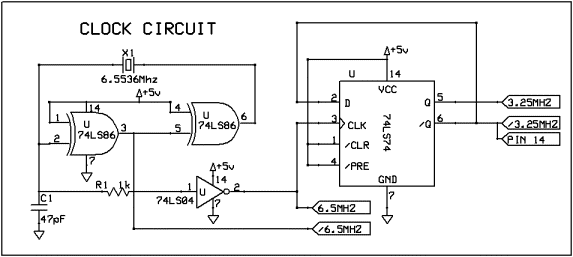 CLOCK CIRCUIT
X1
6.5536Mhz
+5v
+5v
14
U
VCC
14
1
2
U
74LS86
3
7
4
5
U
74LS86
6
2
D
Q
5
3.25MHZ
3
CLK
/Q
6
/3.25MHZ
PIN 14
74LS74
1
/CLR
4
/PRE
GND
7
+5v
R1
1k
1
U
14
2
74LS04
7
C1
47pF
6.5MHZ
/6.5MHZ